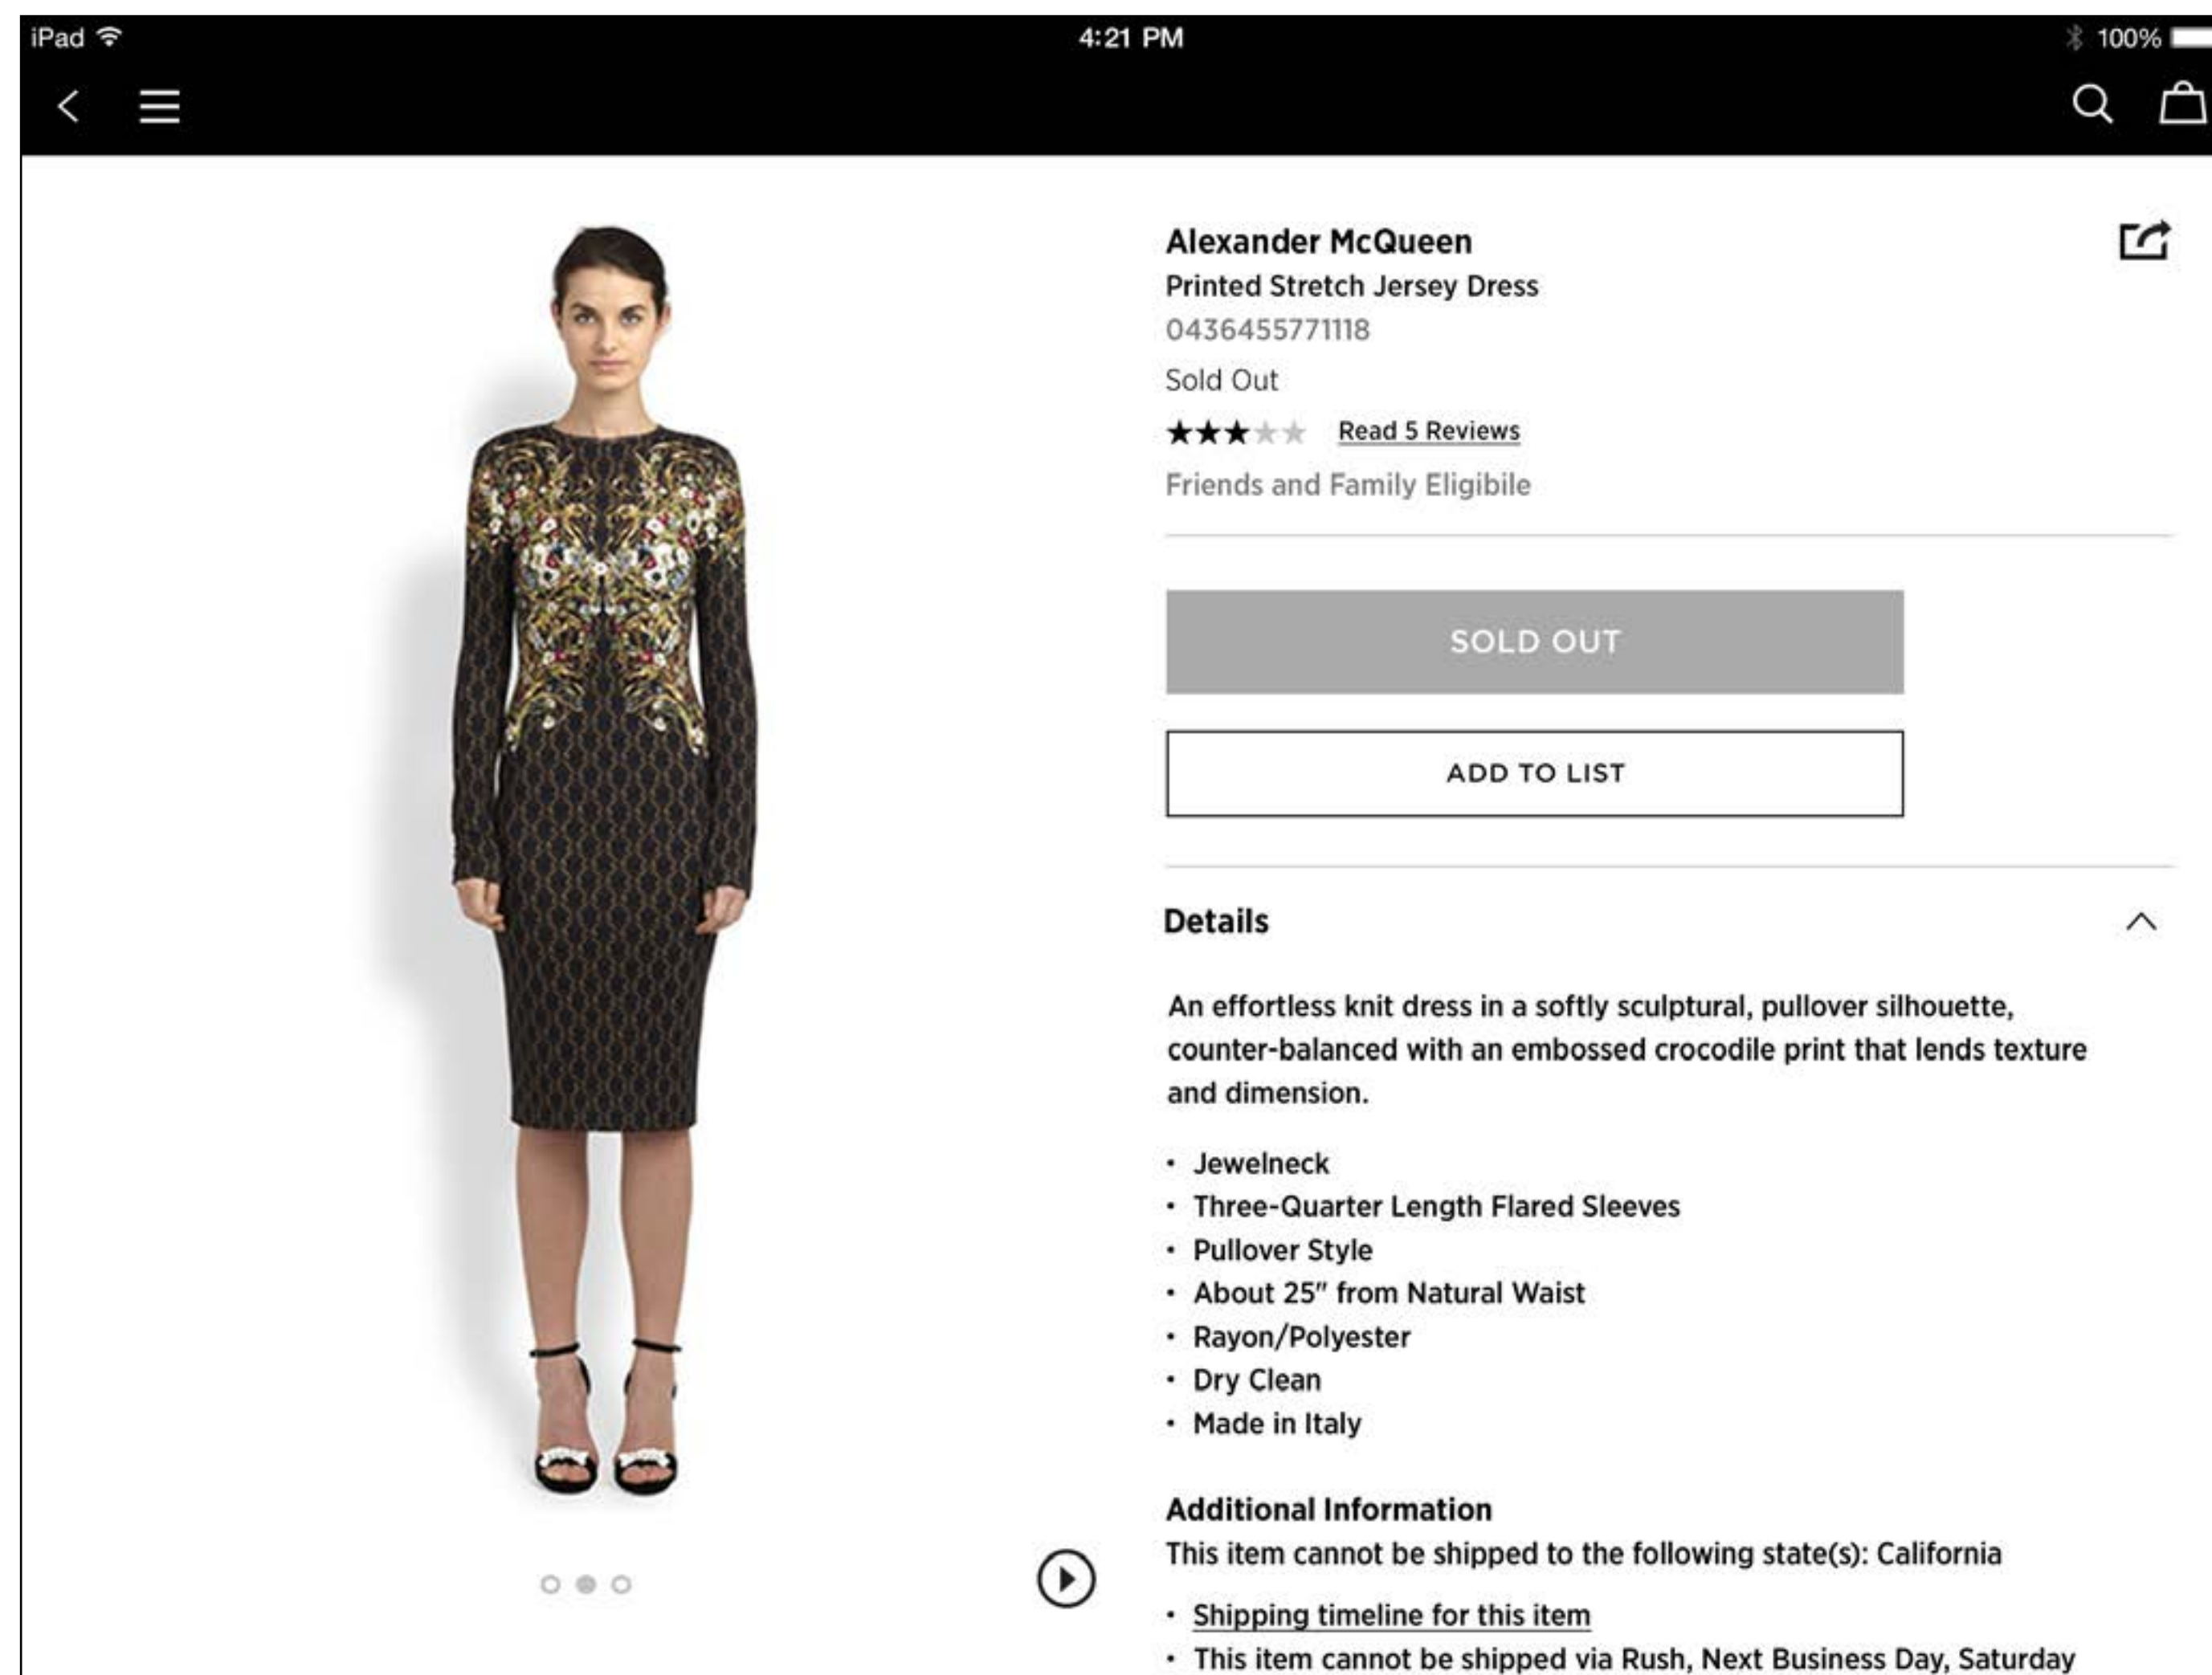 iPad 4:21 PM 100%
Alexander McQueen
Printed Stretch Jersey Dress
0436455771118
Sold Out
Read 5 Reviews
Friends and Family Eligibile
SOLD OUT
ADD TO LIST
Details
An effortless knit dress in a softly sculptural, pullover silhouette,
counter-balanced with an embossed crocodile print that lends texture
and dimension.
• Jewelneck
• Three-Quarter Length Flared Sleeves
• Pullover Style
• About 25" from Natural Waist
• Rayon/Polyester
• Dry Clean
• Made in Italy
Additional Information
This item cannot be shipped to the following state(s): California
• Shipping timeline for this item
• This item cannot be shipped via Rush, Next Business Day, Saturday